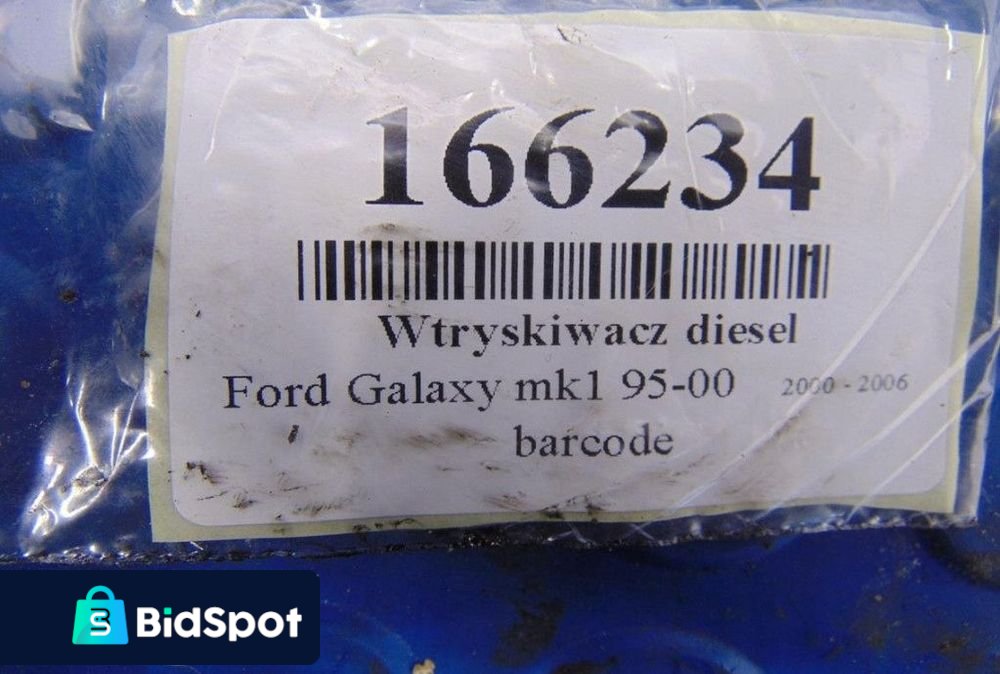 166234
Wtryskiwacz diesel
Ford Galaxy mk1 95-00 2000 - 2006
barcode
BidSpot